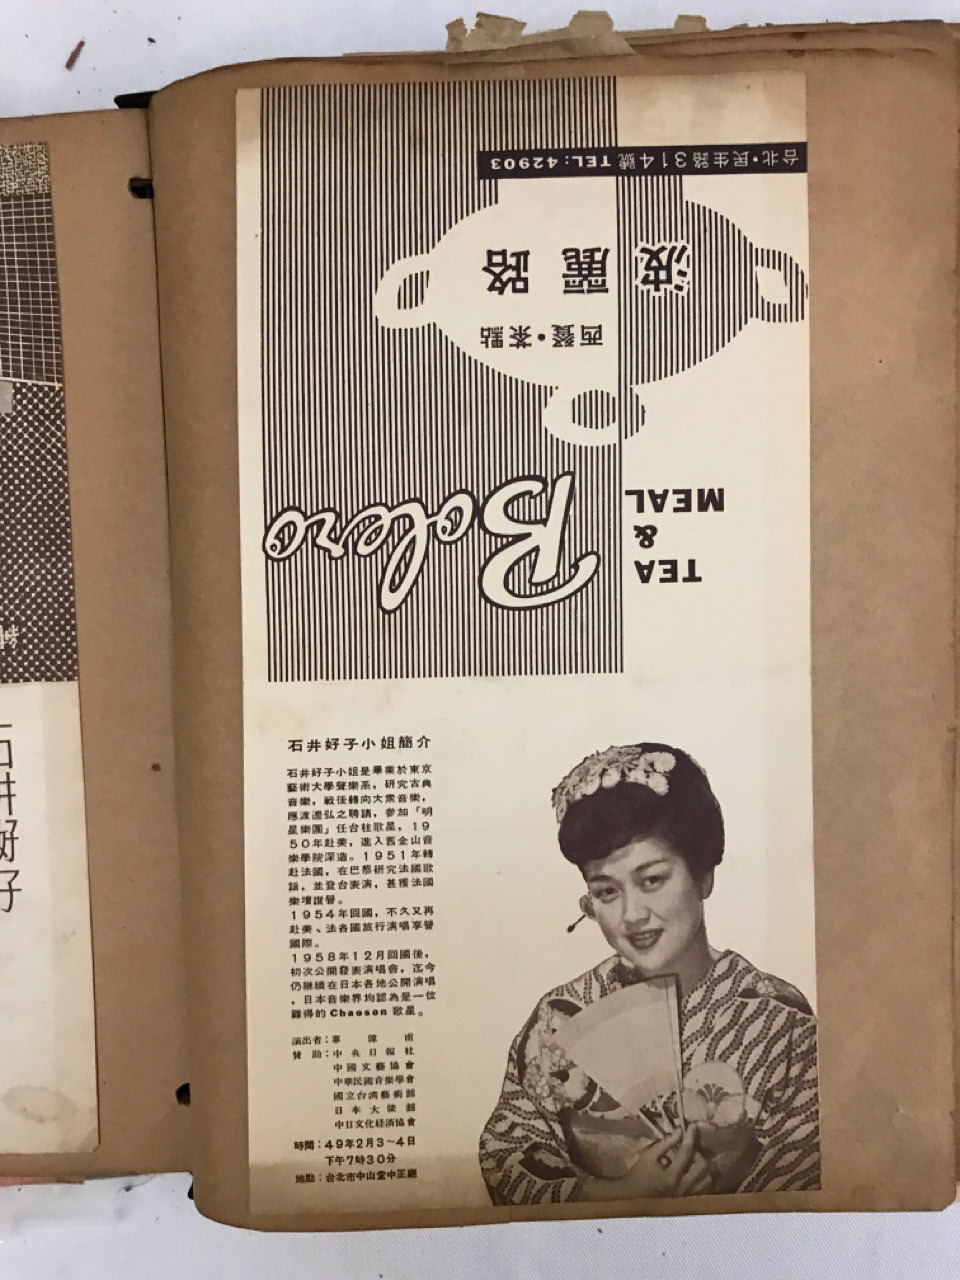 台北・民生路314號 TEL:42903
波麗路
西餐・茶點
Bolero
TEA
&
MEAL
石井好子小姐簡介
石井好子小姐是畢業於東京
藝術大學聲樂系，研究古典
音樂，戰後轉向大衆音樂，
應渡邊弘之聘請，參加「明
星樂團」任台柱歌星，19
50年赴美，進入舊金山音
樂學院深造。1951年轉
赴法國，在巴黎研究法國歌
謠，並登台表演，甚獲法國
樂壇讚譽。
1954年回國，不久又再
赴美、法各國旅行演唱享譽
國際。
1958年12月回國後，
初次公開發表演唱會，迄今
仍繼續在日本各地公開演唱
，日本音樂界均認為是一位
難得的 Chaoson 歌星。
演出者：辜偉甫
贊助：中央日報社
中國文藝協會
中華民國音樂學會
國立台湾藝術館
日本大使館
中日文化経済協會
時間：49年2月3~4日
下午7時30分
地點：台北市中山堂中正廳
石井好子